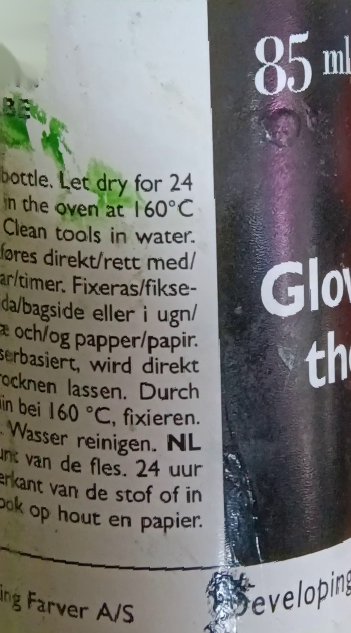 BE
bottle. Let dry for 24
in the oven at 160°C
Clean tools in water.
føres direkt/rett med/
ar/timer. Fixeras/fikse-
da/bagside eller i ugn/
æ och/og papper/papir.
serbasiert, wird direkt
rocknen lassen. Durch
in bei 160 °C, fixieren.
Wasser reinigen. NL
unt van de fles. 24 uur
erkant van de stof of in
ook op hout en papier.
ing Farver A/S
85 ml
Glov
the
Developing